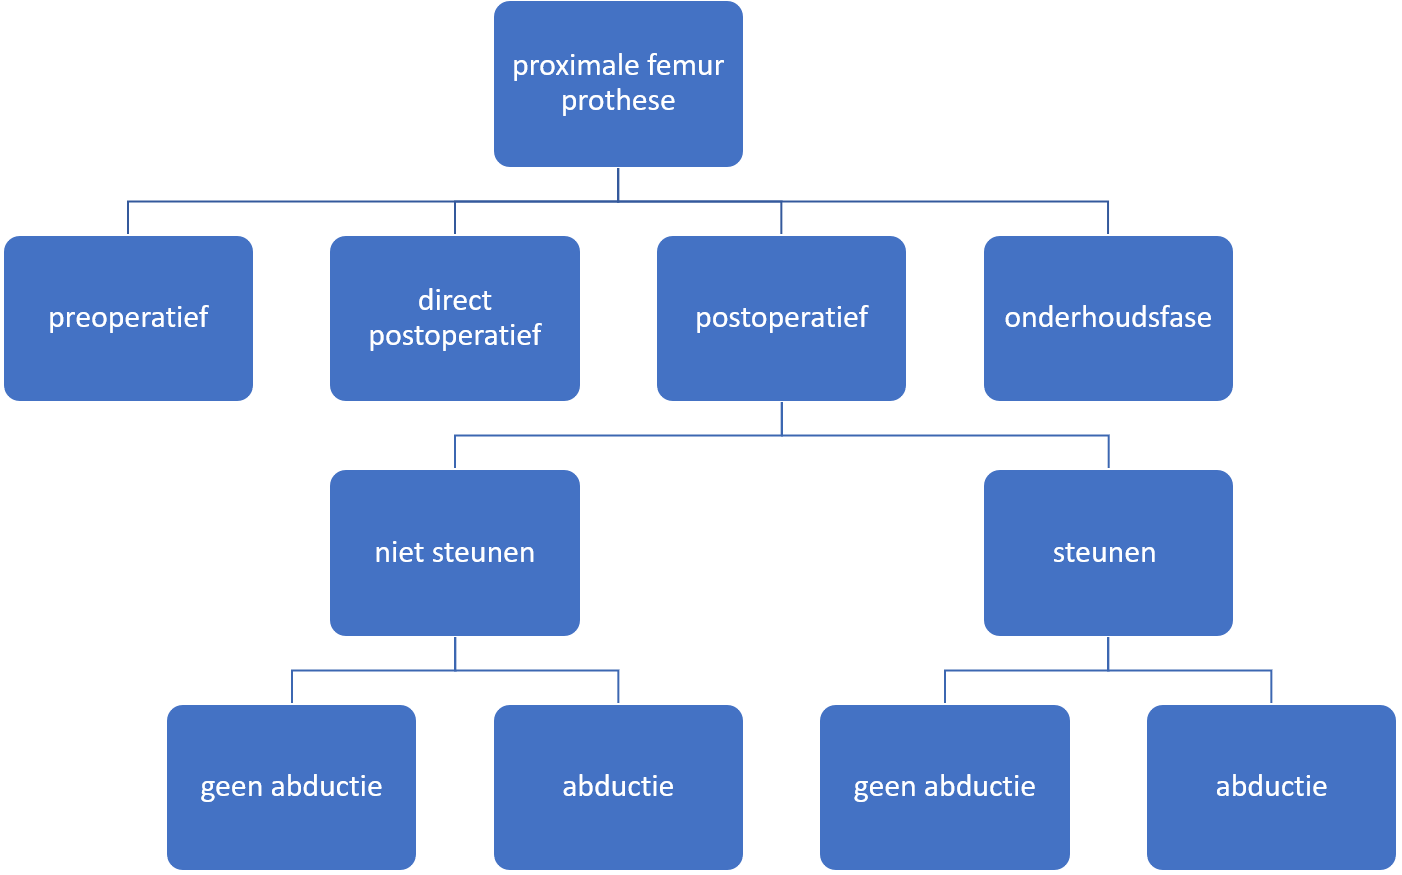 proximale femur
prothese
preoperatief
direct
postoperatief
postoperatief
onderhoudsfase
niet steunen
steunen
geen abductie
abductie
geen abductie
abductie